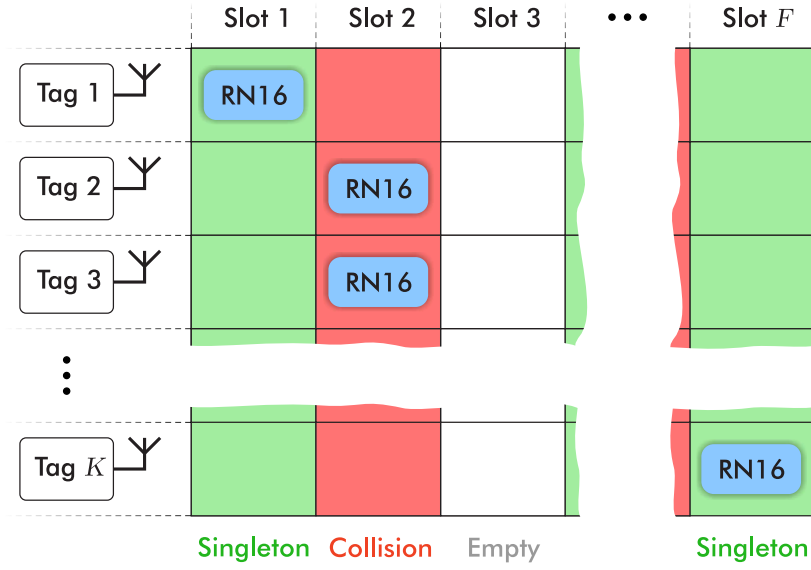 Slot 1 Slot 2 Slot 3 ••• Slot F
Tag 1 RN16
Tag 2 RN16
Tag 3 RN16
Tag K RN16
Singleton Collision Empty Singleton